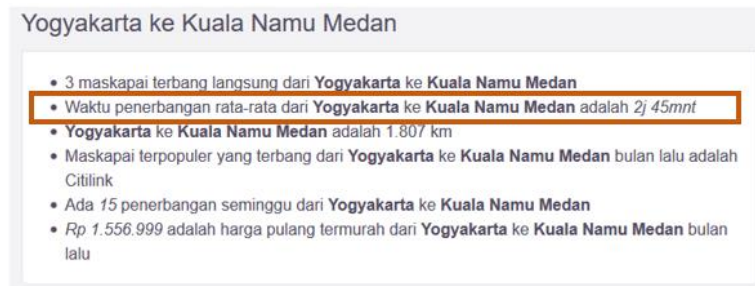 Yogyakarta ke Kuala Namu Medan
• 3 maskapai terbang langsung dari Yogyakarta ke Kuala Namu Medan
• Waktu penerbangan rata-rata dari Yogyakarta ke Kuala Namu Medan adalah 2j 45mnt
• Yogyakarta ke Kuala Namu Medan adalah 1.807 km
• Maskapai terpopuler yang terbang dari Yogyakarta ke Kuala Namu Medan bulan lalu adalah
Citilink
• Ada 15 penerbangan seminggu dari Yogyakarta ke Kuala Namu Medan
• Rp 1.556.999 adalah harga pulang termurah dari Yogyakarta ke Kuala Namu Medan bulan
lalu